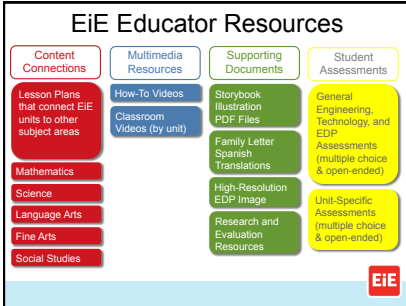 EiE Educator Resources
Content
Connections
Lesson Plans
that connect EiE
units to other
subject areas
Mathematics
Science
Language Arts
Fine Arts
Social Studies
Multimedia
Resources
How-To Videos
Classroom
Videos (by unit)
Supporting
Documents
Storybook
Illustration
PDF Files
Family Letter
Spanish
Translations
High-Resolution
EDP Image
Research and
Evaluation
Resources
Student
Assessments
General
Engineering,
Technology, and
EDP
Assessments
(multiple choice
& open-ended)
Unit-Specific
Assessments
(multiple choice
& open-ended)
EiE